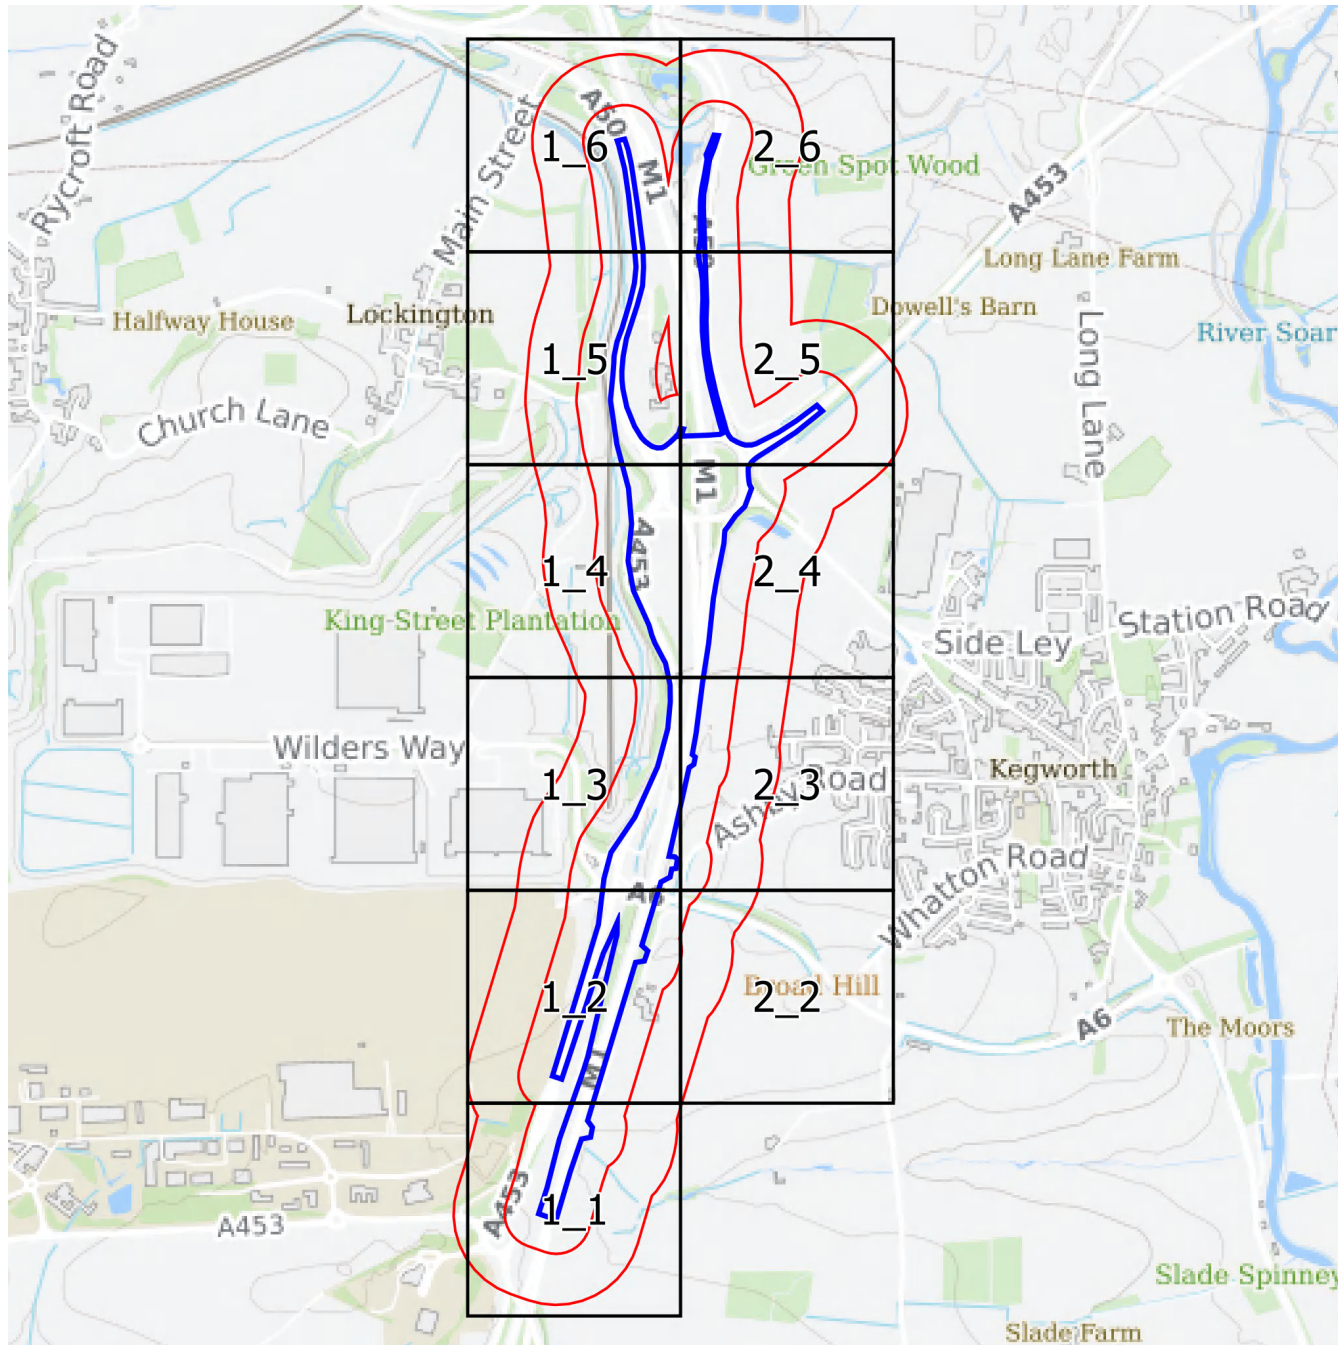 Rycroft Road
Main Street
A50
M1
1_6
2_6
Green Spot Wood
A453
A50
Long Lane Farm
Halfway House
Lockington
Dowell's Barn
River Soar
1_5
2_5
Long Lane
Church Lane
M1
A453
1_4
2_4
King Street Plantation
Side Ley
Station Road
Wilders Way
1_3
2_3
Ashby Road
Kegworth
Whatton Road
A6
1_2
2_2
Broad Hill
A6
The Moors
M1
A453
1_1
A453
Slade Spinney
Slade Farm